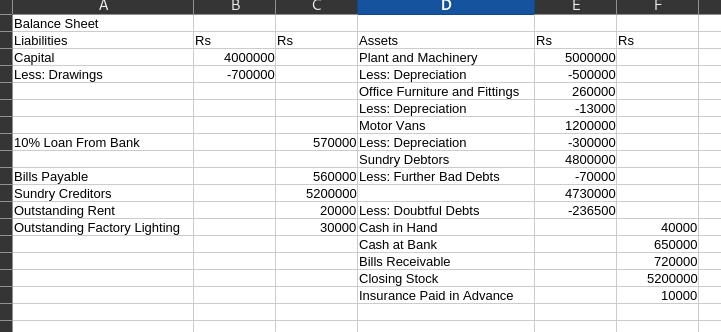 A B C D E F
Balance Sheet
Liabilities Rs Rs Assets Rs Rs
Capital 4000000 Plant and Machinery 5000000
Less: Drawings -700000 Less: Depreciation -500000
Office Furniture and Fittings 260000
Less: Depreciation -13000
Motor Vans 1200000
10% Loan From Bank 570000 Less: Depreciation -300000
Sundry Debtors 4800000
Bills Payable 560000 Less: Further Bad Debts -70000
Sundry Creditors 5200000 4730000
Outstanding Rent 20000 Less: Doubtful Debts -236500
Outstanding Factory Lighting 30000 Cash in Hand 40000
Cash at Bank 650000
Bills Receivable 720000
Closing Stock 5200000
Insurance Paid in Advance 10000